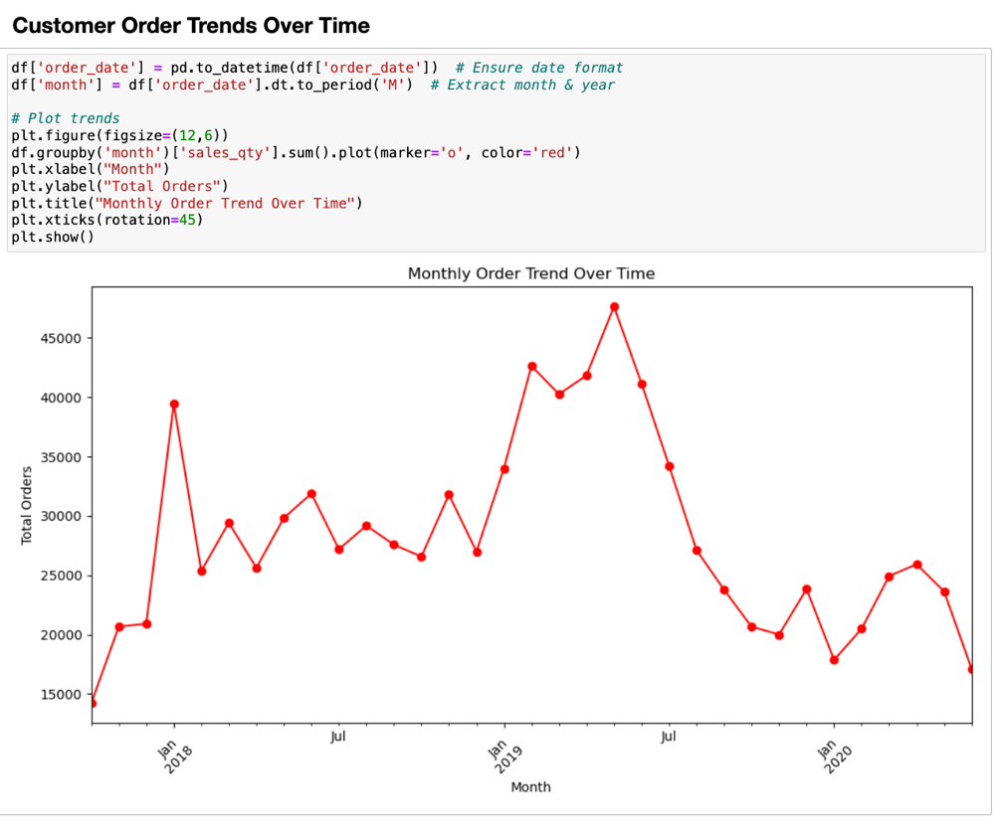 Customer Order Trends Over Time
df['order_date'] = pd.to_datetime(df['order_date'])  # Ensure date format
df['month'] = df['order_date'].dt.to_period('M')  # Extract month & year
# Plot trends
plt.figure(figsize=(12,6))
df.groupby('month')['sales_qty'].sum().plot(marker='o', color='red')
plt.xlabel("Month")
plt.ylabel("Total Orders")
plt.title("Monthly Order Trend Over Time")
plt.xticks(rotation=45)
plt.show()
Monthly Order Trend Over Time
45000
40000
35000
30000
25000
20000
15000
Total Orders
Jan
2018
Jul
Jan
2019
Jul
Jan
2020
Month